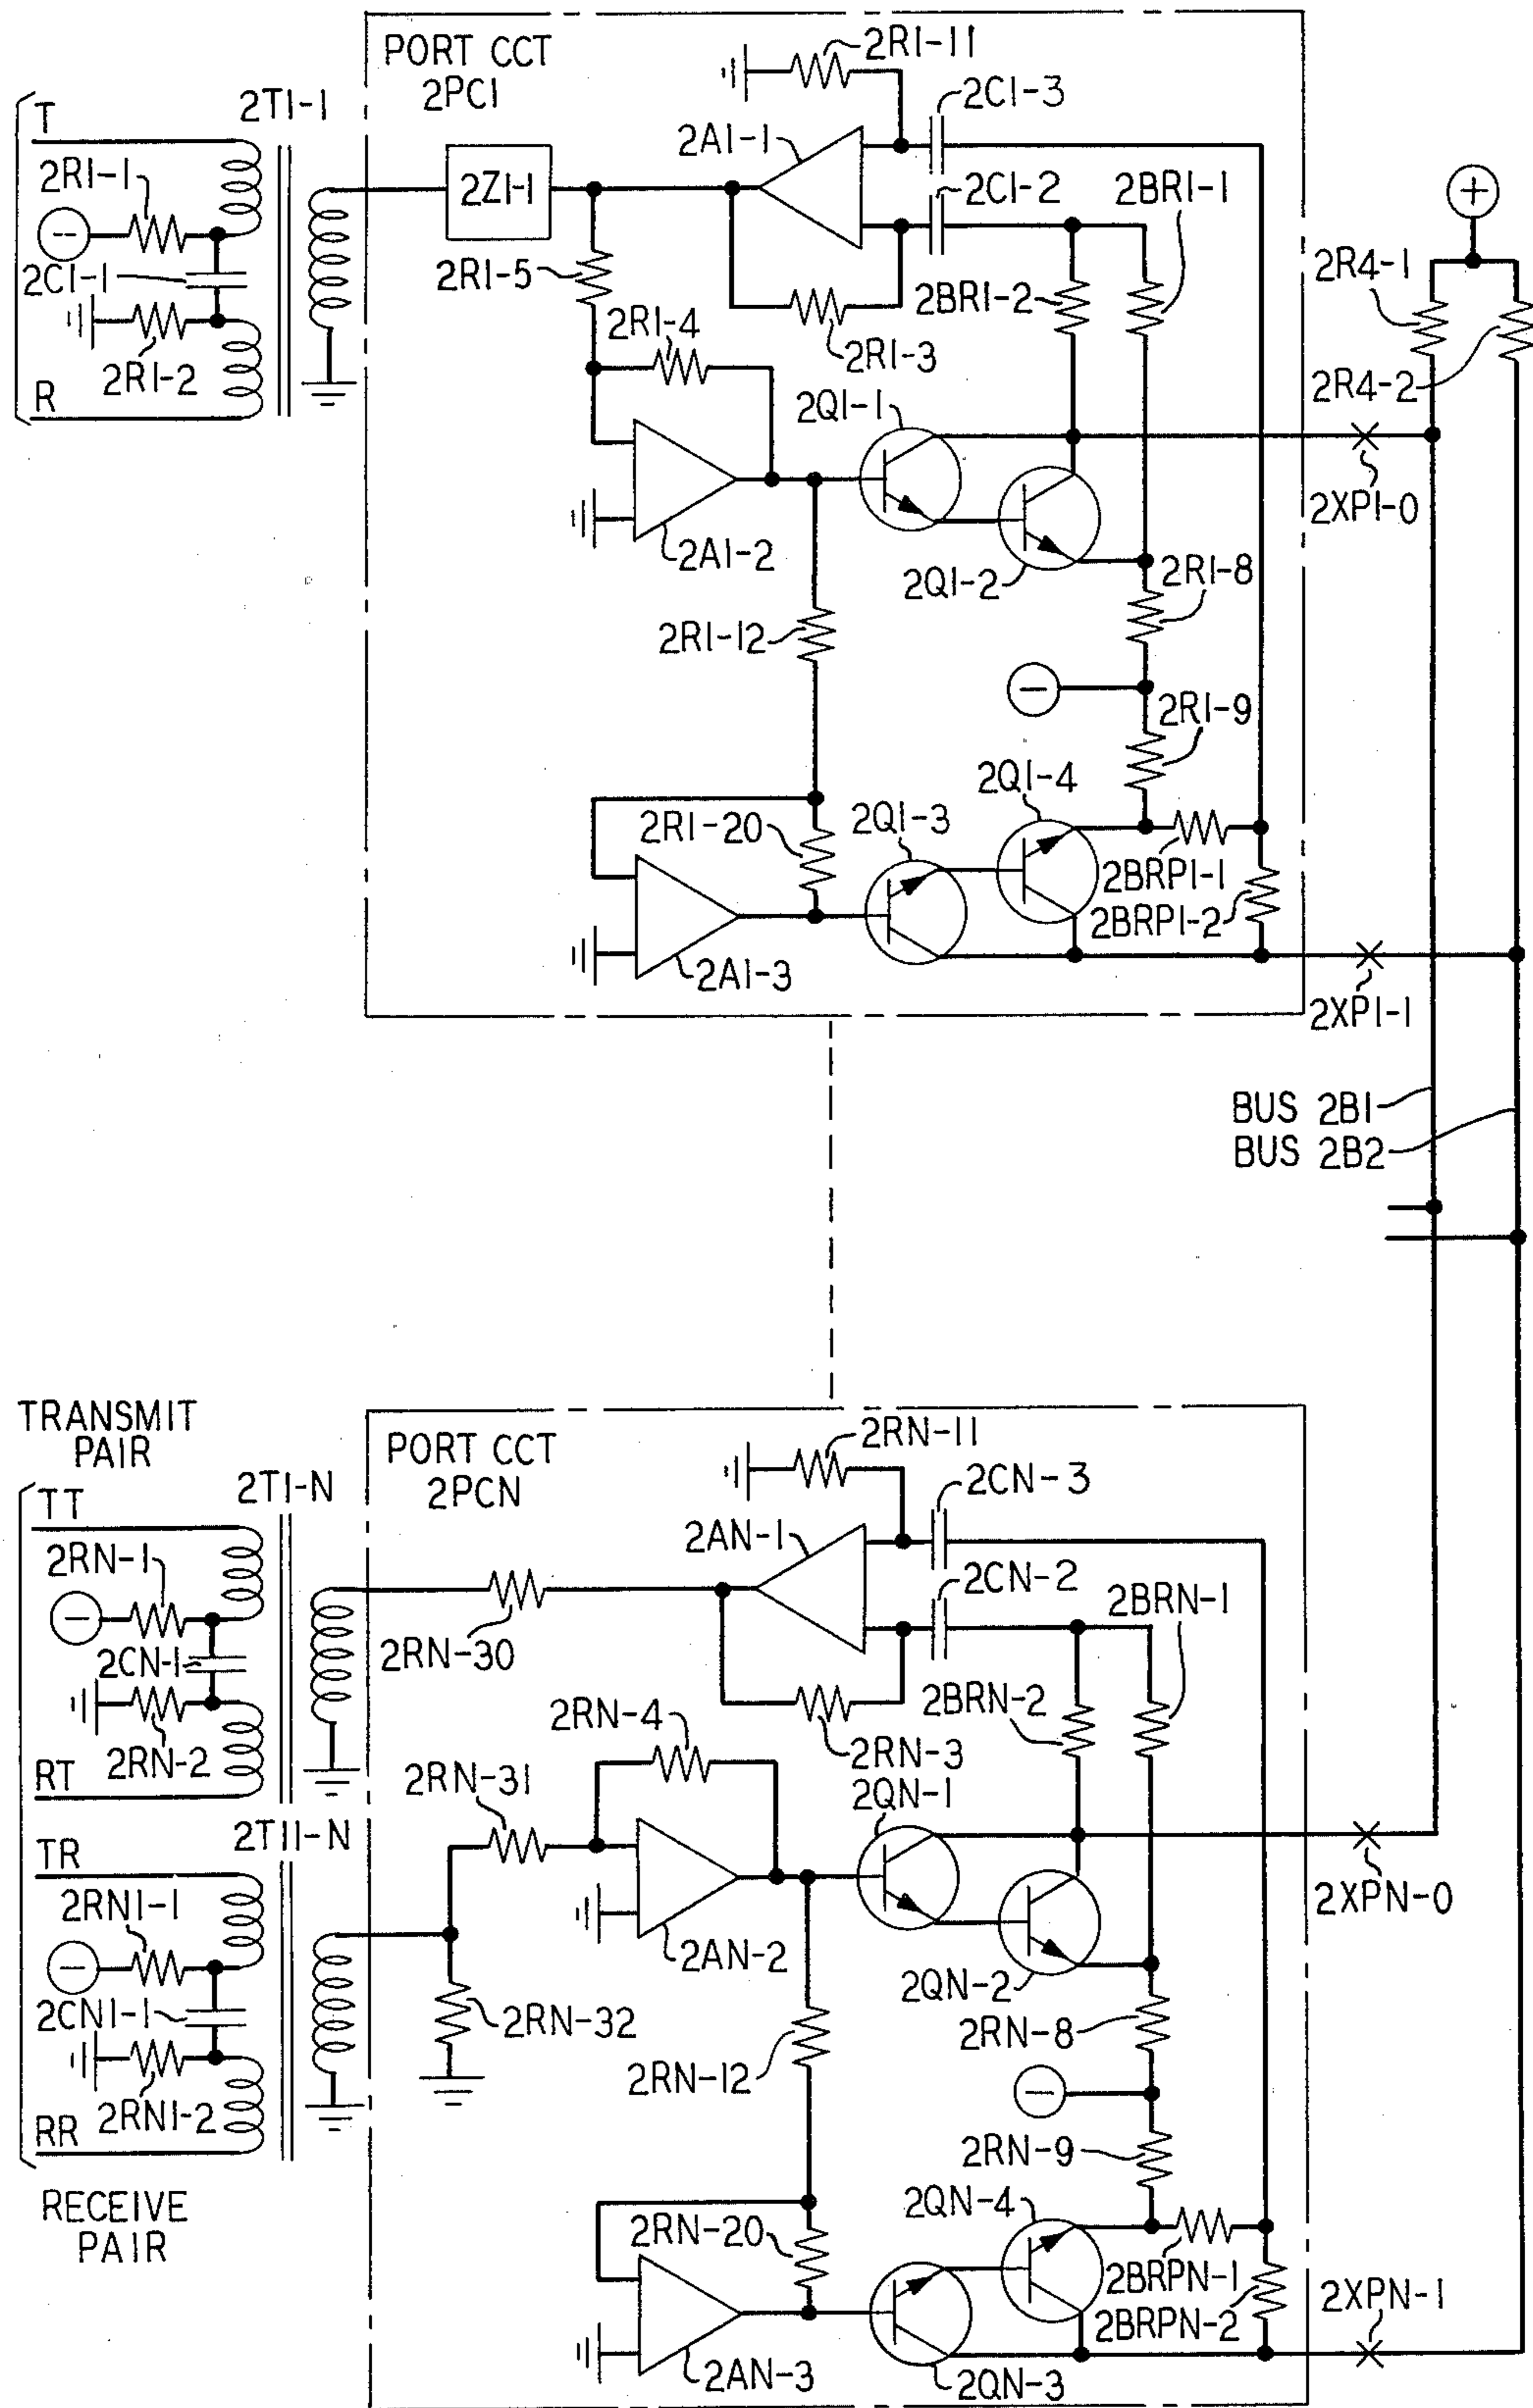 PORT CCT
2PC1
2R1-11
2C1-3
2A1-1
2C1-2
2BR1-1
T
2T1-1
2R1-1
2C1-1
2R1-2
R
2Z1-1
2R1-5
2R1-4
2R1-3
2BR1-2
2R4-1
2R4-2
2Q1-1
2XP1-0
2A1-2
2Q1-2
2R1-8
2R1-12
2R1-9
2Q1-4
2Q1-3
2R1-20
2BRP1-1
2BRP1-2
2A1-3
2XP1-1
BUS 2B1
BUS 2B2
TRANSMIT
PAIR
PORT CCT
2PCN
2RN-11
2CN-3
2AN-1
2CN-2
2BRN-1
TT
2T1-N
2RN-1
2CN-1
2RN-2
RT
2RN-30
2RN-4
2BRN-2
2RN-3
2RN-31
2QN-1
TR
2T11-N
2RN1-1
2CN1-1
2RN1-2
RR
RECEIVE
PAIR
2AN-2
2XPN-0
2QN-2
2RN-32
2RN-8
2RN-12
2RN-9
2QN-4
2RN-20
2BRPN-1
2BRPN-2
2XPN-1
2AN-3
2QN-3